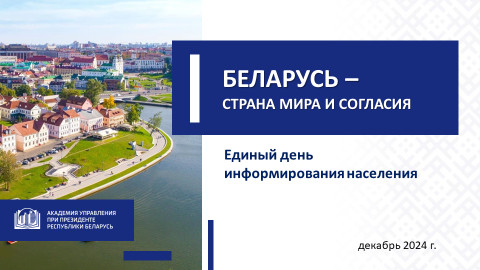 БЕЛАРУСЬ –
СТРАНА МИРА И СОГЛАСИЯ
Единый день
информирования населения
АКАДЕМИЯ УПРАВЛЕНИЯ
ПРИ ПРЕЗИДЕНТЕ
РЕСПУБЛИКИ БЕЛАРУСЬ
декабрь 2024 г.